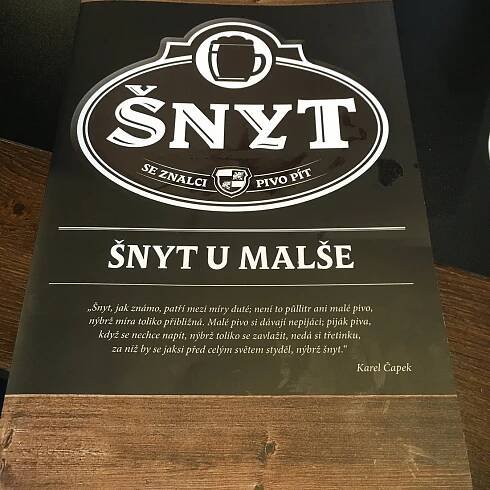 ŠNYT
SE ZNALCI PIVO PÍT
ŠNYT U MALŠE
„Šnyt, jak známo, patří mezi míry duté; není to půllitr ani malé pivo,
nýbrž míra toliko přibližná. Malé pivo si dávají nepijáci; piják piva,
když se nechce napít, nýbrž toliko se zavlažit, nedá si třetinku,
za niž by se jaksi před celým světem styděl, nýbrž šnyt.“
Karel Čapek